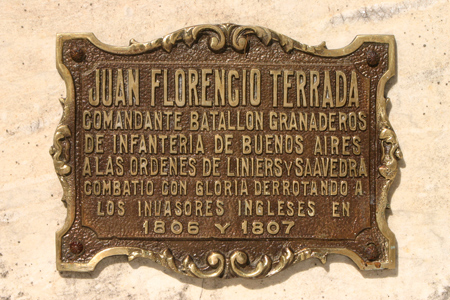 JUAN FLORENCIO TERRADA
COMANDANTE BATALLON GRANADEROS
DE INFANTERIA DE BUENOS AIRES
A LAS ORDENES DE LINIERS Y SAAVEDRA
COMBATIO CON GLORIA DERROTANDO A
LOS INVASORES INGLESES EN
1806 Y 1807